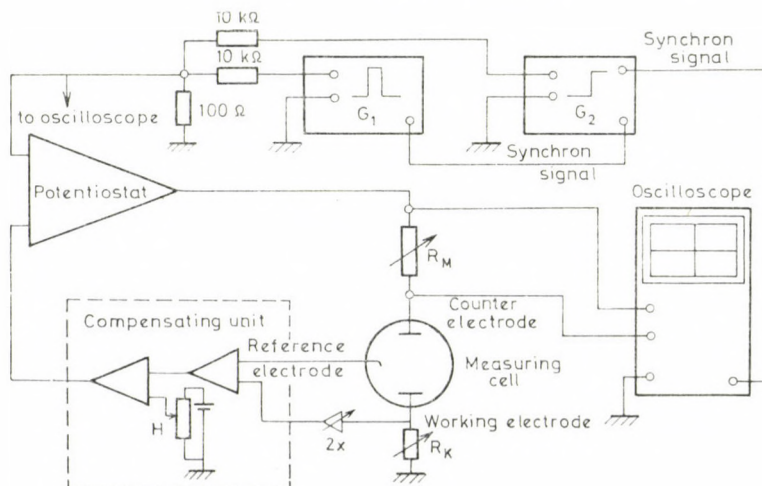 10 kΩ
10 kΩ
100 Ω
to oscilloscope
G1
G2
Synchron
signal
Synchron
signal
Potentiostat
Oscilloscope
RM
Counter
electrode
Compensating unit
Reference
electrode
Measuring
cell
H
2x
Working electrode
RK